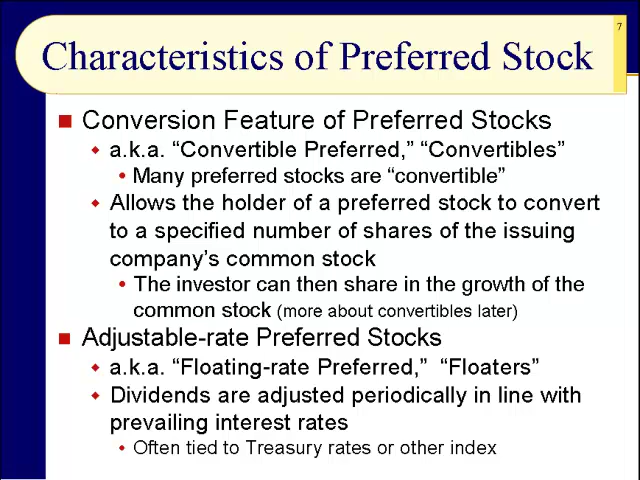 7
Characteristics of Preferred Stock
Conversion Feature of Preferred Stocks
a.k.a. “Convertible Preferred,” “Convertibles”
Many preferred stocks are “convertible”
Allows the holder of a preferred stock to convert
to a specified number of shares of the issuing
company’s common stock
The investor can then share in the growth of the
common stock (more about convertibles later)
Adjustable-rate Preferred Stocks
a.k.a. “Floating-rate Preferred,” “Floaters”
Dividends are adjusted periodically in line with
prevailing interest rates
Often tied to Treasury rates or other index